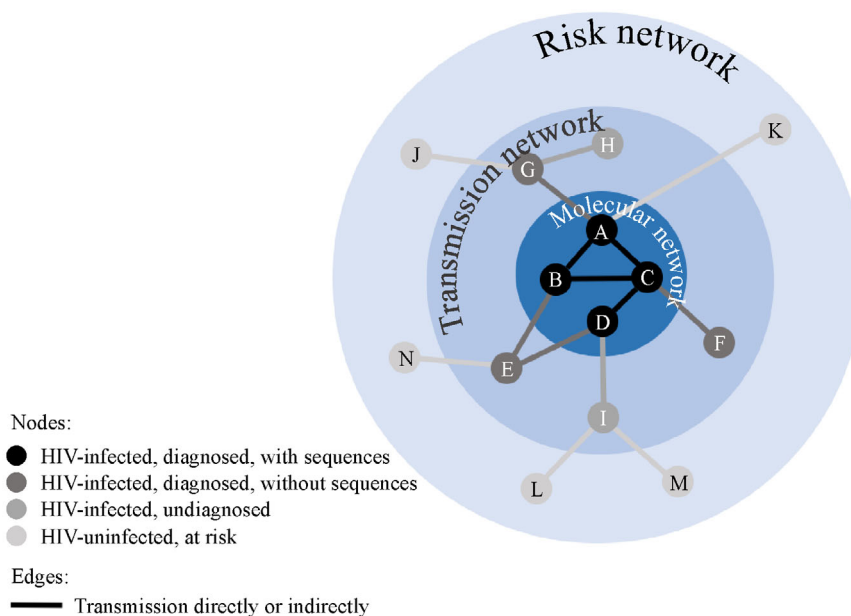 Risk network
Transmission network
Molecular network
K
J
H
G
A
B
C
D
N
E
F
I
L
M
Nodes:
HIV-infected, diagnosed, with sequences
HIV-infected, diagnosed, without sequences
HIV-infected, undiagnosed
HIV-uninfected, at risk
Edges:
Transmission directly or indirectly